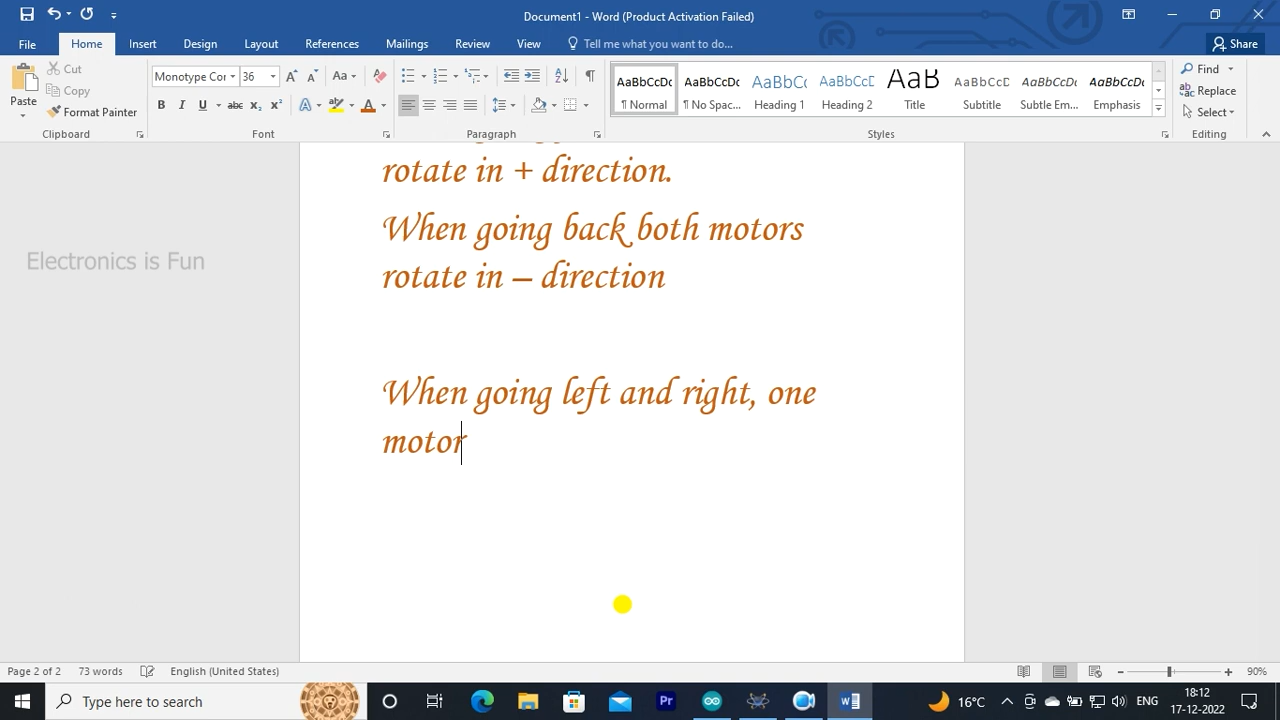 Document1 - Word (Product Activation Failed)
File Home Insert Design Layout References Mailings Review View Tell me what you want to do... Share
Paste
Cut
Copy
Format Painter
Clipboard
Monotype Cor 36
Font
Paragraph
AaBbCcDc AaBbCcDc AaBbCc AaBbCcD AaB AaBbCcD AaBbCcDc AaBbCcDc
¶ Normal ¶ No Spac... Heading 1 Heading 2 Title Subtitle Subtle Em... Emphasis
Styles
Find
Replace
Select
Editing
rotate in + direction.
When going back both motors
rotate in – direction
When going left and right, one
motor
Electronics is Fun
Page 2 of 2 73 words English (United States) 90%
Type here to search
16°C ENG 18:12
17-12-2022